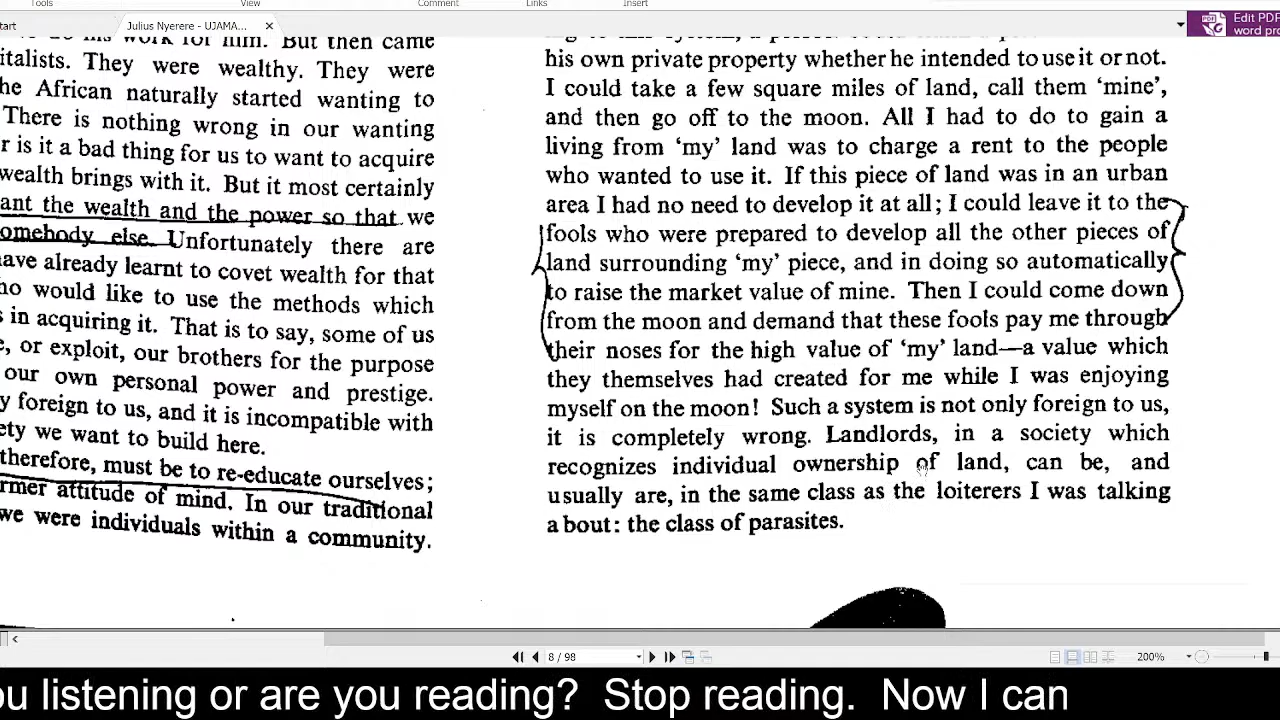 Tools View Comment Links Insert
tart Julius Nyerere - UJAMA... Edit PDF
word pro
work for him. But then came
italists. They were wealthy. They were
he African naturally started wanting to
There is nothing wrong in our wanting
r is it a bad thing for us to want to acquire
wealth brings with it. But it most certainly
ant the wealth and the power so that we
omebody else. Unfortunately there are
ave already learnt to covet wealth for that
ho would like to use the methods which
s in acquiring it. That is to say, some of us
e, or exploit, our brothers for the purpose
our own personal power and prestige.
y foreign to us, and it is incompatible with
ety we want to build here.
therefore, must be to re-educate ourselves;
rmer attitude of mind. In our traditional
we were individuals within a community.
his own private property whether he intended to use it or not.
I could take a few square miles of land, call them ‘mine’,
and then go off to the moon. All I had to do to gain a
living from ‘my’ land was to charge a rent to the people
who wanted to use it. If this piece of land was in an urban
area I had no need to develop it at all; I could leave it to the
fools who were prepared to develop all the other pieces of
land surrounding ‘my’ piece, and in doing so automatically
to raise the market value of mine. Then I could come down
from the moon and demand that these fools pay me through
their noses for the high value of ‘my’ land—a value which
they themselves had created for me while I was enjoying
myself on the moon! Such a system is not only foreign to us,
it is completely wrong. Landlords, in a society which
recognizes individual ownership of land, can be, and
usually are, in the same class as the loiterers I was talking
about: the class of parasites.
8 / 98 200%
ou listening or are you reading? Stop reading. Now I can